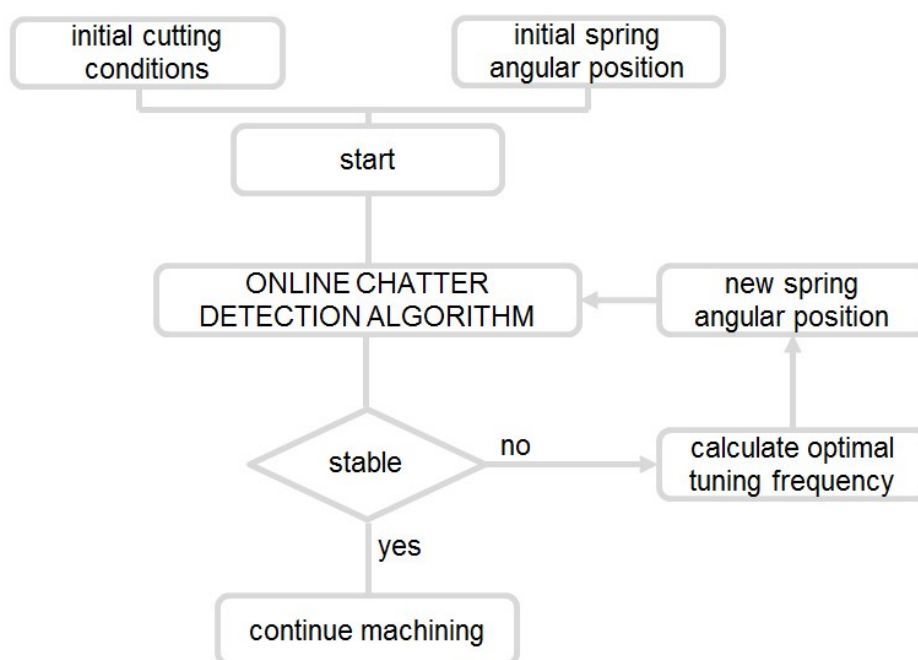 initial cutting
conditions
initial spring
angular position
start
ONLINE CHATTER
DETECTION ALGORITHM
new spring
angular position
stable
no
calculate optimal
tuning frequency
yes
continue machining